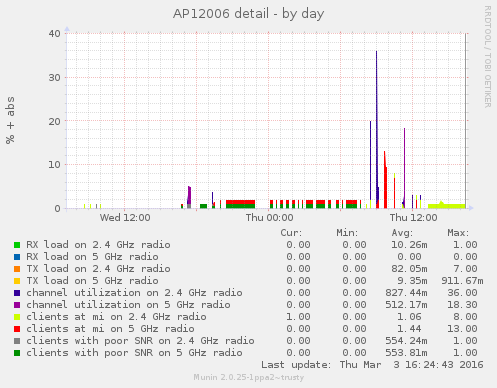 AP12006 detail - by day
RRDTOOL / TOBI OETIKER
% + abs
40
30
20
10
0
Wed 12:00 Thu 00:00 Thu 12:00
Cur: Min: Avg: Max:
RX load on 2.4 GHz radio 0.00 0.00 10.26m 1.00
RX load on 5 GHz radio 0.00 0.00 0.00 0.00
TX load on 2.4 GHz radio 0.00 0.00 82.05m 7.00
TX load on 5 GHz radio 0.00 0.00 9.35m 911.67m
channel utilization on 2.4 GHz radio 0.00 0.00 827.44m 36.00
channel utilization on 5 GHz radio 0.00 0.00 512.17m 18.30
clients at mi on 2.4 GHz radio 1.00 0.00 1.06 8.00
clients at mi on 5 GHz radio 0.00 0.00 1.44 13.00
clients with poor SNR on 2.4 GHz radio 0.00 0.00 554.24m 1.00
clients with poor SNR on 5 GHz radio 0.00 0.00 553.81m 1.00
Last update: Thu Mar 3 16:24:43 2016
Munin 2.0.25-1ppa2~trusty